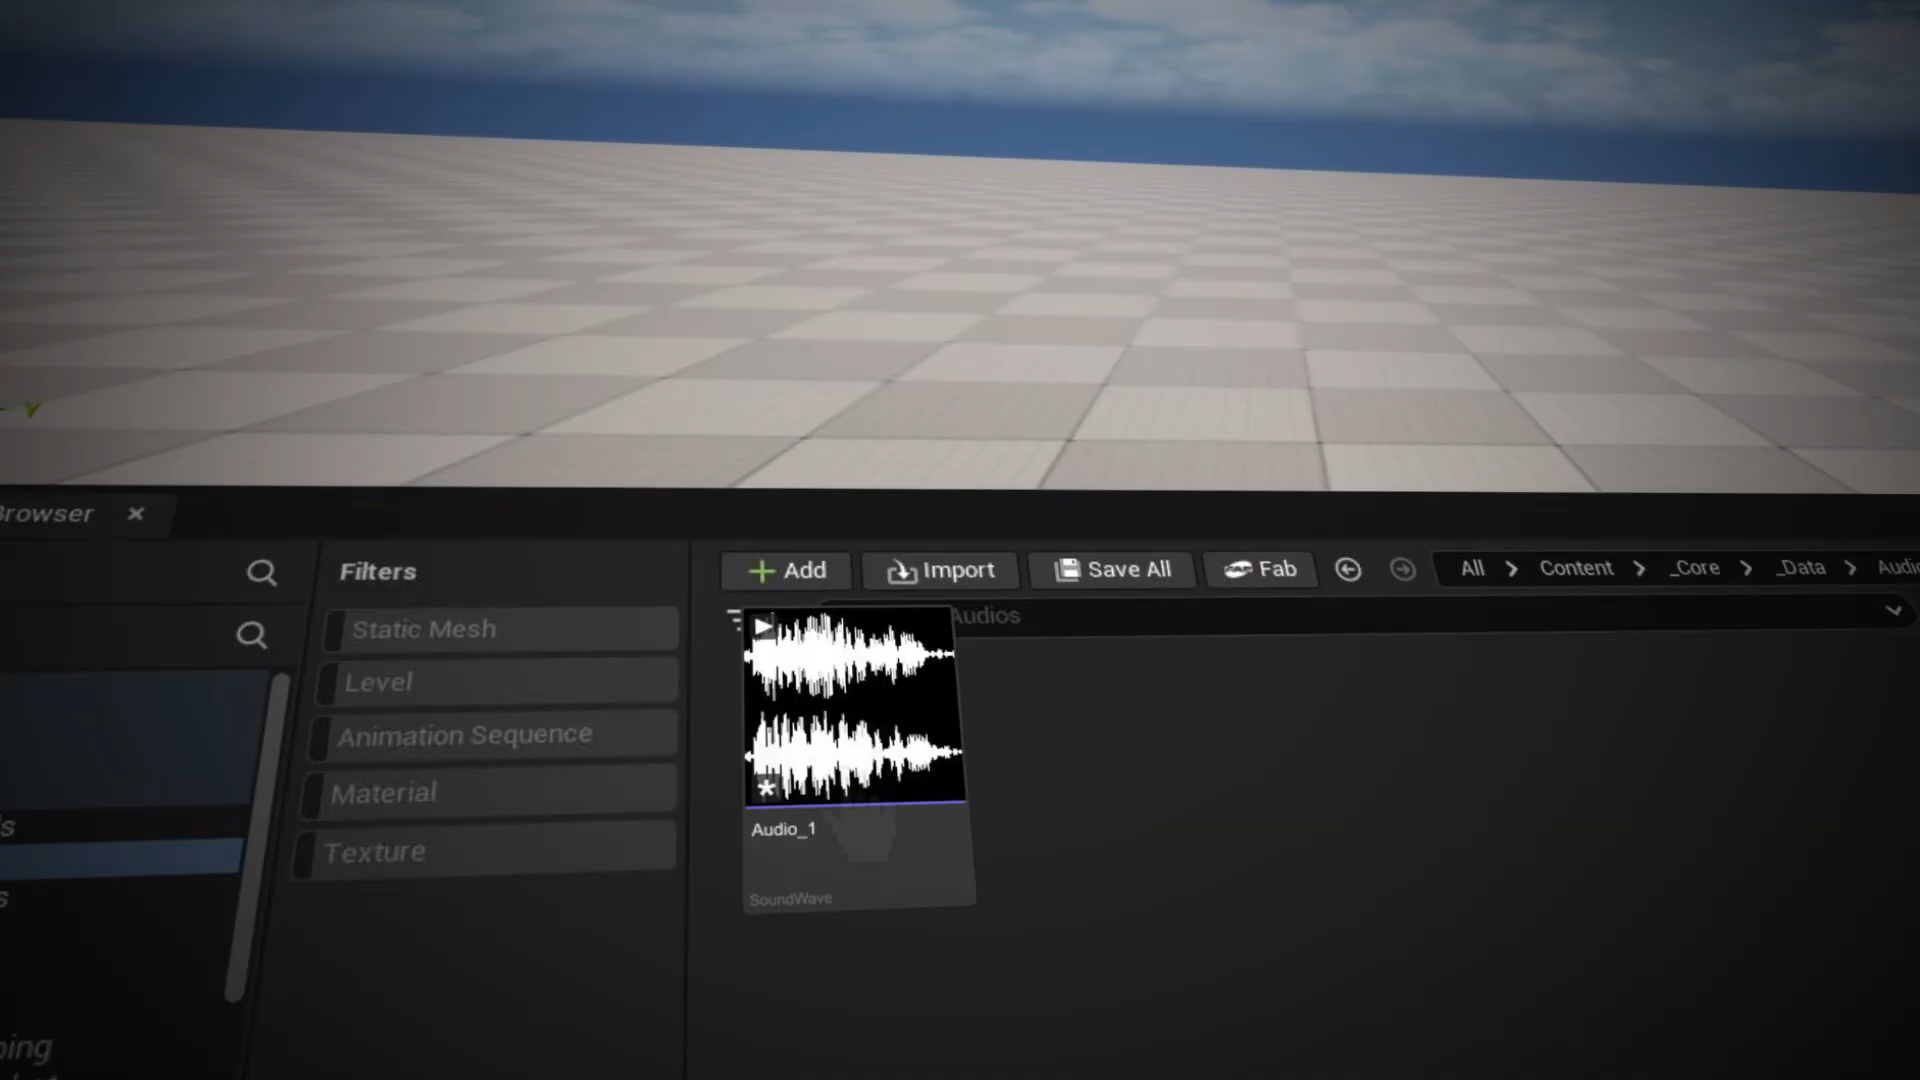 Y
Browser
Filters
Add
Import
Save All
Fab
All > Content > _Core > _Data >
Audios
Static Mesh
Level
Animation Sequence
Material
Texture
Audio_1
SoundWave